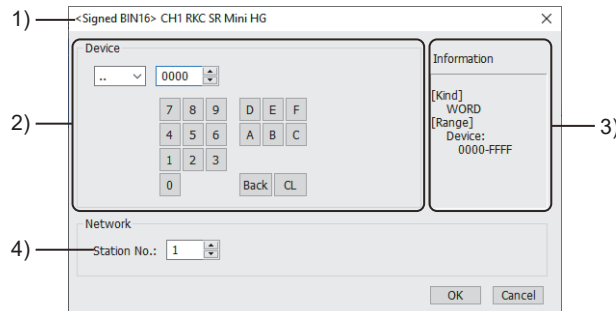 1) <Signed BIN16> CH1 RKC SR Mini HG
Device
.. 0000
7 8 9 D E F
2) 4 5 6 A B C
1 2 3
0 Back CL
Information
[Kind]
WORD
[Range]
3)
Device:
0000-FFFF
Network
4) Station No.: 1
OK Cancel